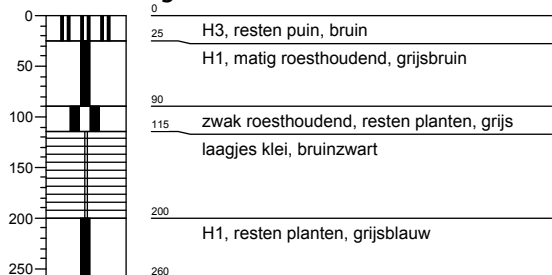 0
0
H3, resten puin, bruin
25
H1, matig roesthoudend, grijsbruin
50
90
100
115
zwak roesthoudend, resten planten, grijs
laagjes klei, bruinzwart
150
200
200
H1, resten planten, grijsblauw
250
260